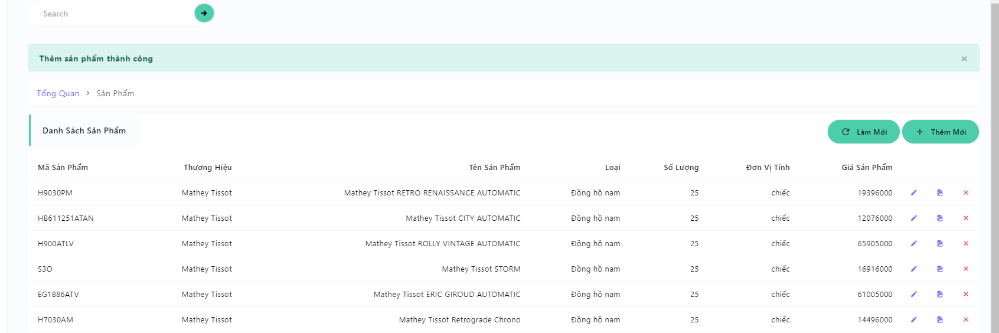 Search
Thêm sản phẩm thành công ×
Tổng Quan › Sản Phẩm
Danh Sách Sản Phẩm Làm Mới Thêm Mới
Mã Sản Phẩm Thương Hiệu Tên Sản Phẩm Loại Số Lượng Đơn Vị Tính Giá Sản Phẩm
H9030PM Mathey Tissot Mathey Tissot RETRO RENAISSANCE AUTOMATIC Đồng hồ nam 25 chiếc 19396000
HB611251ATAN Mathey Tissot Mathey Tissot CITY AUTOMATIC Đồng hồ nam 25 chiếc 12076000
H900ATLV Mathey Tissot Mathey Tissot ROLLY VINTAGE AUTOMATIC Đồng hồ nam 25 chiếc 65905000
S3O Mathey Tissot Mathey Tissot STORM Đồng hồ nam 25 chiếc 16916000
EG1886ATV Mathey Tissot Mathey Tissot ERIC GIROUD AUTOMATIC Đồng hồ nam 25 chiếc 61005000
H7030AM Mathey Tissot Mathey Tissot Retrograde Chrono Đồng hồ nam 25 chiếc 14496000